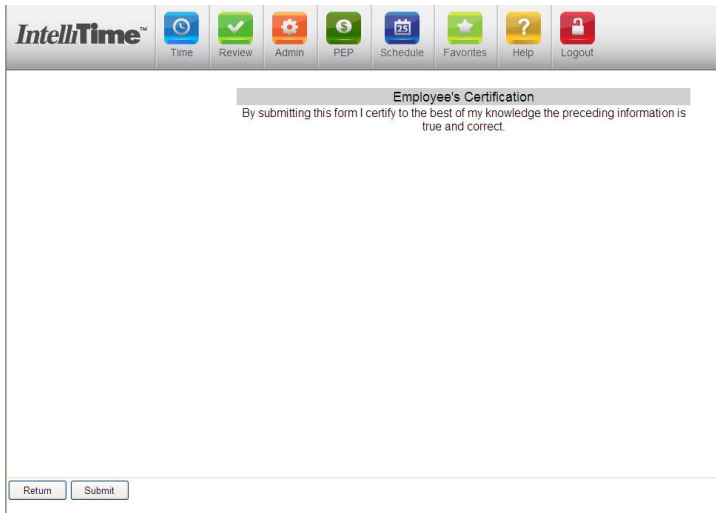 IntelliTime™
Time
Review
Admin
$
PEP
25
Schedule
Favorites
?
Help
Logout
Employee's Certification
By submitting this form I certify to the best of my knowledge the preceding information is
true and correct.
Return
Submit